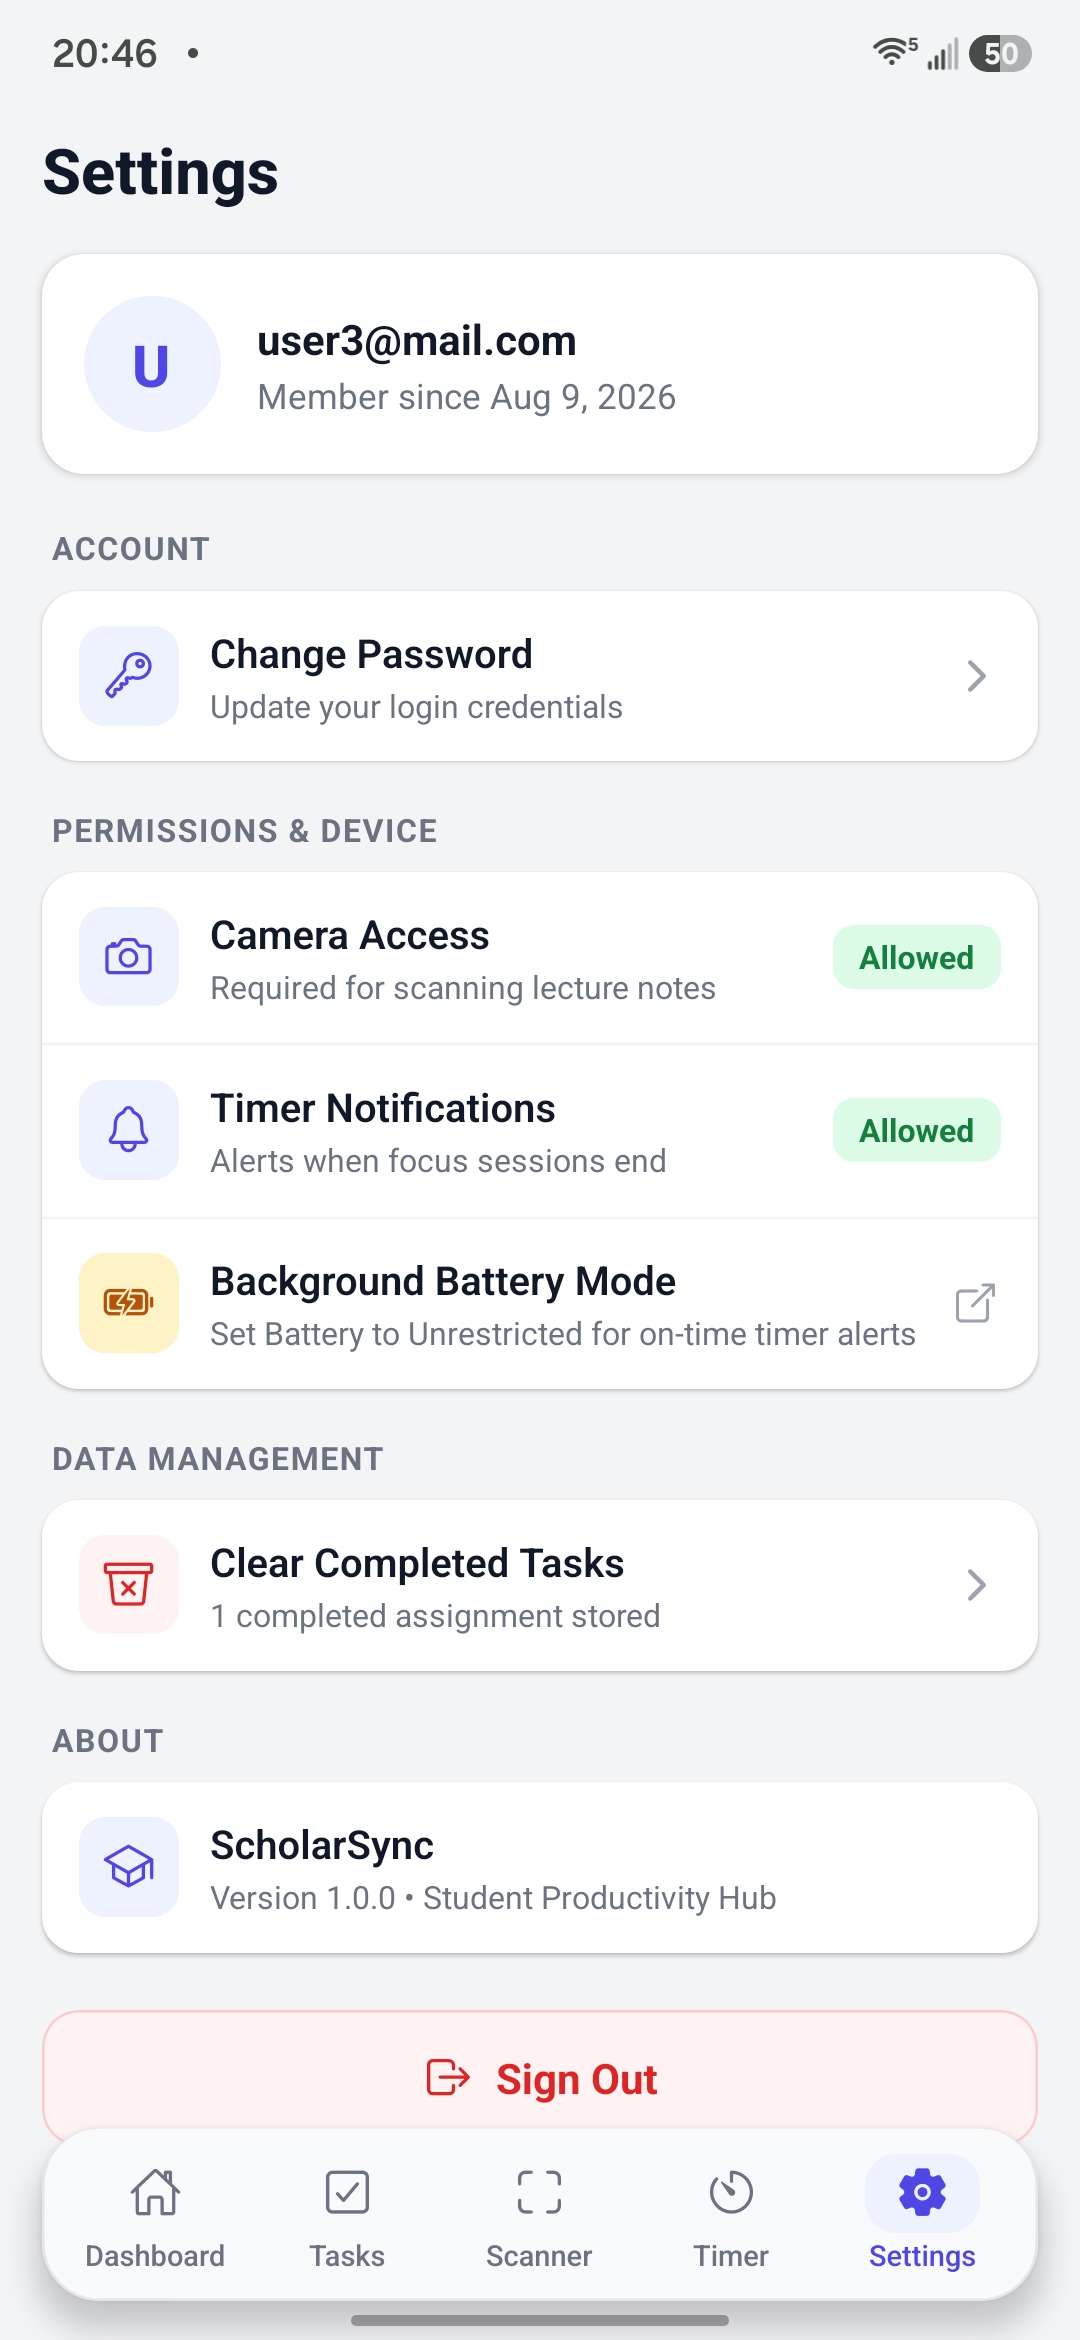 20:46 •
5
50
Settings
U
user3@mail.com
Member since Aug 9, 2026
ACCOUNT
Change Password
Update your login credentials
PERMISSIONS & DEVICE
Camera Access
Required for scanning lecture notes
Allowed
Timer Notifications
Alerts when focus sessions end
Allowed
Background Battery Mode
Set Battery to Unrestricted for on-time timer alerts
DATA MANAGEMENT
Clear Completed Tasks
1 completed assignment stored
ABOUT
ScholarSync
Version 1.0.0 • Student Productivity Hub
Sign Out
Dashboard
Tasks
Scanner
Timer
Settings